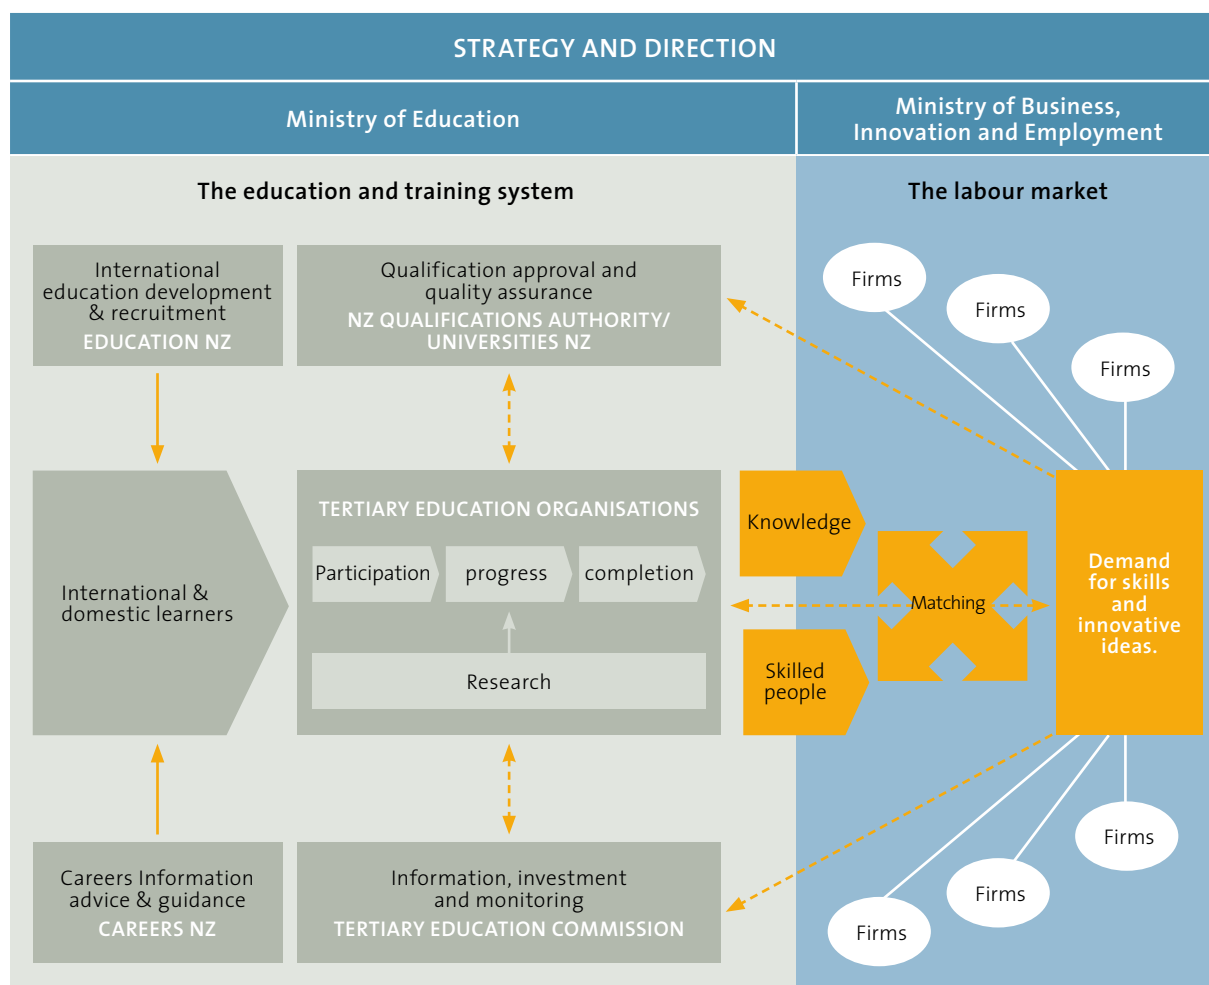 STRATEGY AND DIRECTION
Ministry of Education
Ministry of Business,
Innovation and Employment
The education and training system
The labour market
International
education development
& recruitment
EDUCATION NZ
Qualification approval and
quality assurance
NZ QUALIFICATIONS AUTHORITY/
UNIVERSITIES NZ
Firms
Firms
Firms
International &
domestic learners
TERTIARY EDUCATION ORGANISATIONS
Participation
progress
completion
Research
Knowledge
Matching
Skilled
people
Demand
for skills
and
innovative
ideas.
Careers Information
advice & guidance
CAREERS NZ
Information, investment
and monitoring
TERTIARY EDUCATION COMMISSION
Firms
Firms
Firms